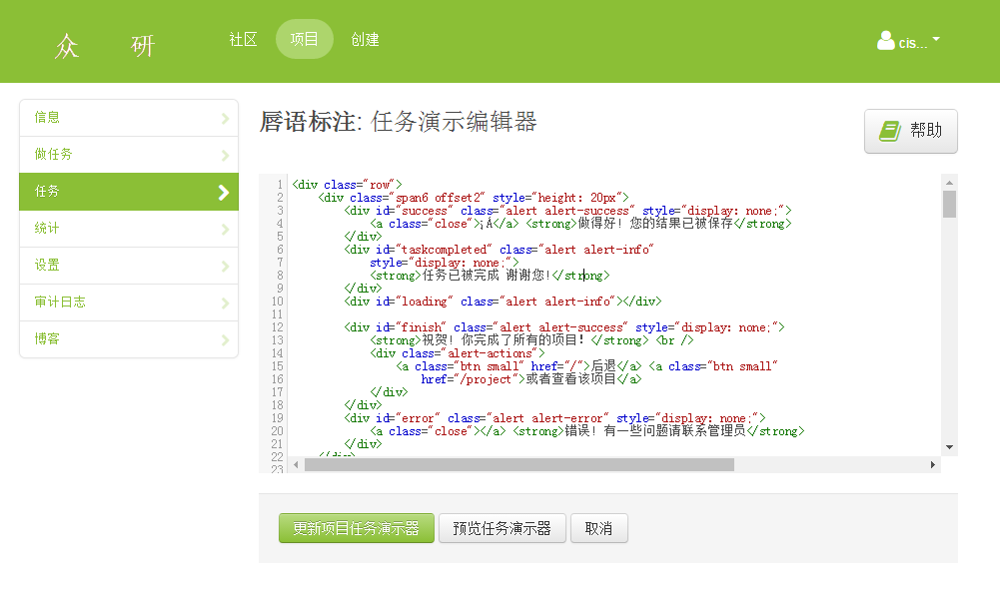 众 研
社区 项目 创建
cis...
信息
做任务
任务
统计
设置
审计日志
博客
唇语标注: 任务演示编辑器
帮助
1 <div class="row">
2 <div class="span6 offset2" style="height: 20px">
3 <div id="success" class="alert alert-success" style="display: none;">
4 <a class="close">¡Á</a> <strong>做得好! 您的结果已被保存</strong>
5 </div>
6 <div id="taskcompleted" class="alert alert-info"
7 style="display: none;">
8 <strong>任务已被完成 谢谢您!</strong>
9 </div>
10 <div id="loading" class="alert alert-info"></div>
11
12 <div id="finish" class="alert alert-success" style="display: none;">
13 <strong>祝贺! 你完成了所有的项目! </strong> <br />
14 <div class="alert-actions">
15 <a class="btn small" href="/">后退</a> <a class="btn small"
16 href="/project">或者查看该项目</a>
17 </div>
18 </div>
19 <div id="error" class="alert alert-error" style="display: none;">
20 <a class="close"></a> <strong>错误! 有一些问题请联系管理员</strong>
21 </div>
22 </div>
23
更新项目任务演示器 预览任务演示器 取消